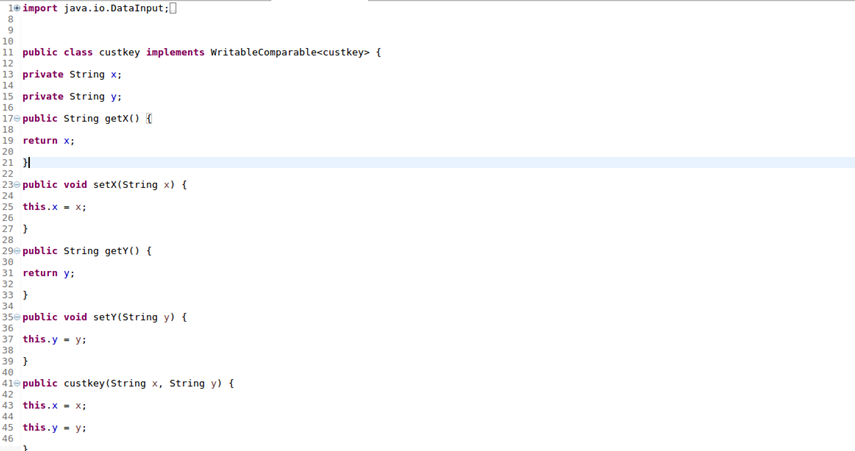 1 import java.io.DataInput;
8
9
10
11 public class custkey implements WritableComparable<custkey> {
12
13 private String x;
14
15 private String y;
16
17 public String getX() {
18
19 return x;
20
21 }
22
23 public void setX(String x) {
24
25 this.x = x;
26
27 }
28
29 public String getY() {
30
31 return y;
32
33 }
34
35 public void setY(String y) {
36
37 this.y = y;
38
39 }
40
41 public custkey(String x, String y) {
42
43 this.x = x;
44
45 this.y = y;
46
}